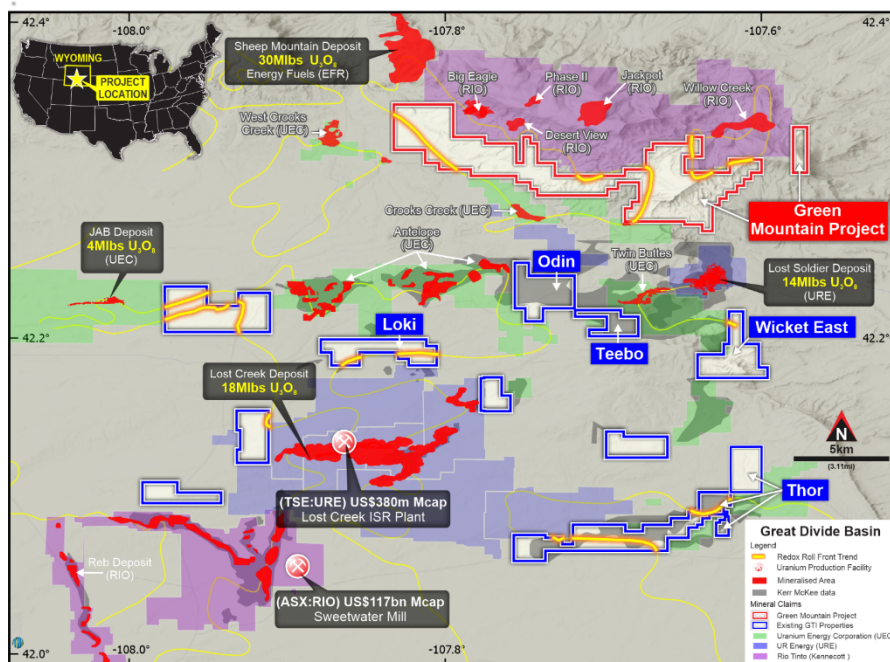 42.4
-108.0
-107.8
-107.6
42.4
WYOMING
PROJECT
LOCATION
Sheep Mountain Deposit
30Mlbs U₃O₈
Energy Fuels (EFR)
Big Eagle
(RIO)
Phase II
(RIO)
Jackpot
(RIO)
Willow Creek
(RIO)
Desert View
(RIO)
West Crooks
Creek (UEC)
Crooks Creek (UEC)
Green
Mountain Project
JAB Deposit
4Mlbs U₃O₈
(UEC)
Antelope
(UEC)
Odin
Twin Buttes
(UEC)
Lost Soldier Deposit
14Mlbs U₃O₈
(URE)
42.2
Loki
Teebo
Wicket East
42.2
Lost Creek Deposit
18Mlbs U₃O₈
N
5km
(3.11mi)
(TSE:URE) US$380m Mcap
Lost Creek ISR Plant
Thor
Reb Deposit
(RIO)
(ASX:RIO) US$117bn Mcap
Sweetwater Mill
Great Divide Basin
Legend
Redox Roll Front Trend
Uranium Production Facility
Mineralised Area
Kerr McKee data
Mineral Claims
Green Mountain Project
Existing GTI Properties
Uranium Energy Corporation (UEC)
UR Energy (URE)
Rio Tinto (Kennecott )
42.0
-108.0
-107.8
-107.6